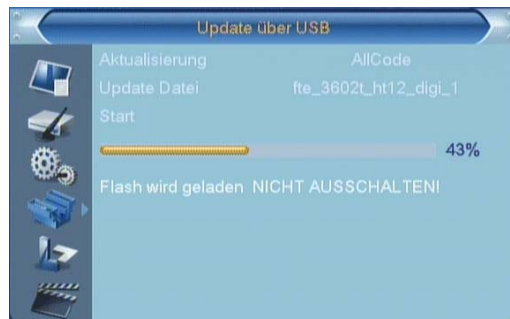 Update über USB
Aktualisierung AllCode
Update Datei fte_3602t_ht12_digi_1
Start
43%
Flash wird geladen NICHT AUSSCHALTEN!